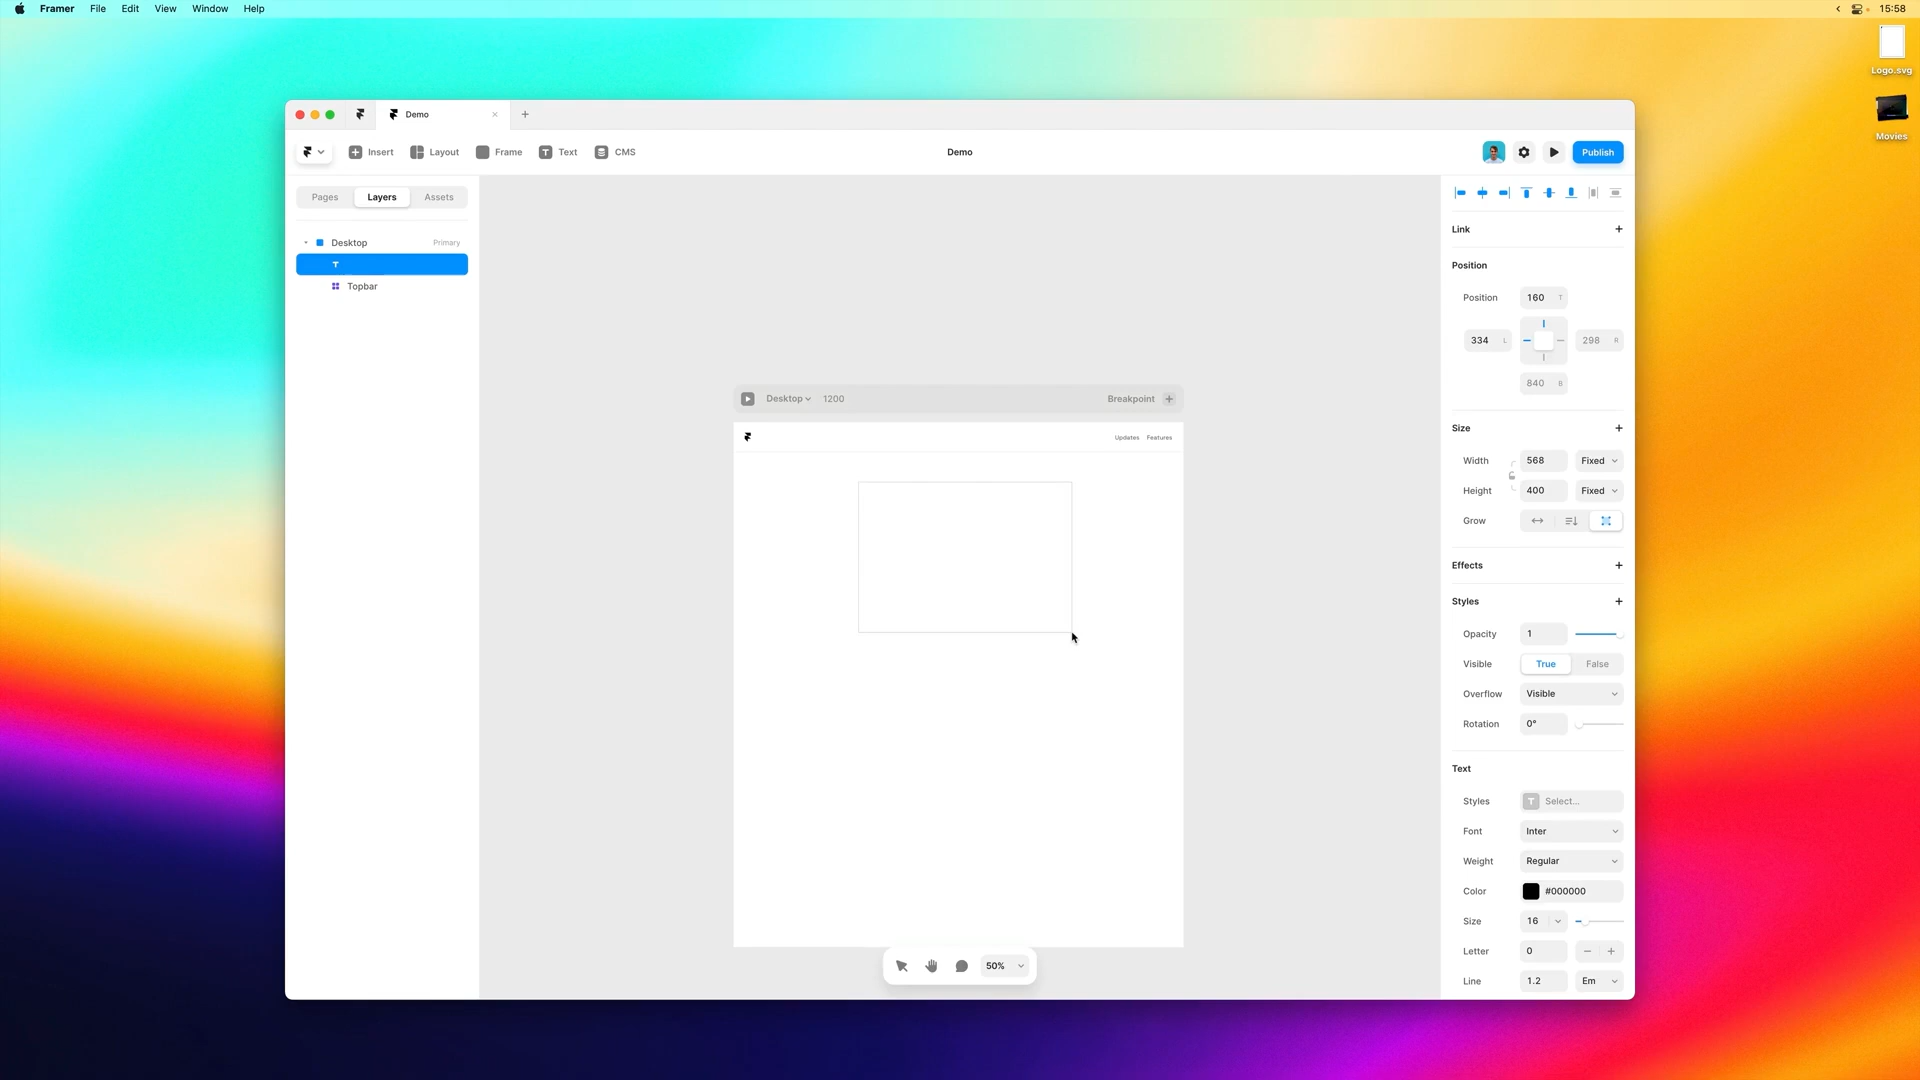 Framer File Edit View Window Help 15:58
Logo.svg
Movies
Demo
Insert Layout Frame Text CMS Demo Publish
Pages Layers Assets
Desktop Primary
Topbar
Desktop 1200 Breakpoint
Updates Features
50%
Link
Position
Position 160 T
334 L 298 R
840 B
Size
Width 568 Fixed
Height 400 Fixed
Grow
Effects
Styles
Opacity 1
Visible True False
Overflow Visible
Rotation 0°
Text
Styles T Select...
Font Inter
Weight Regular
Color #000000
Size 16
Letter 0
Line 1.2 Em